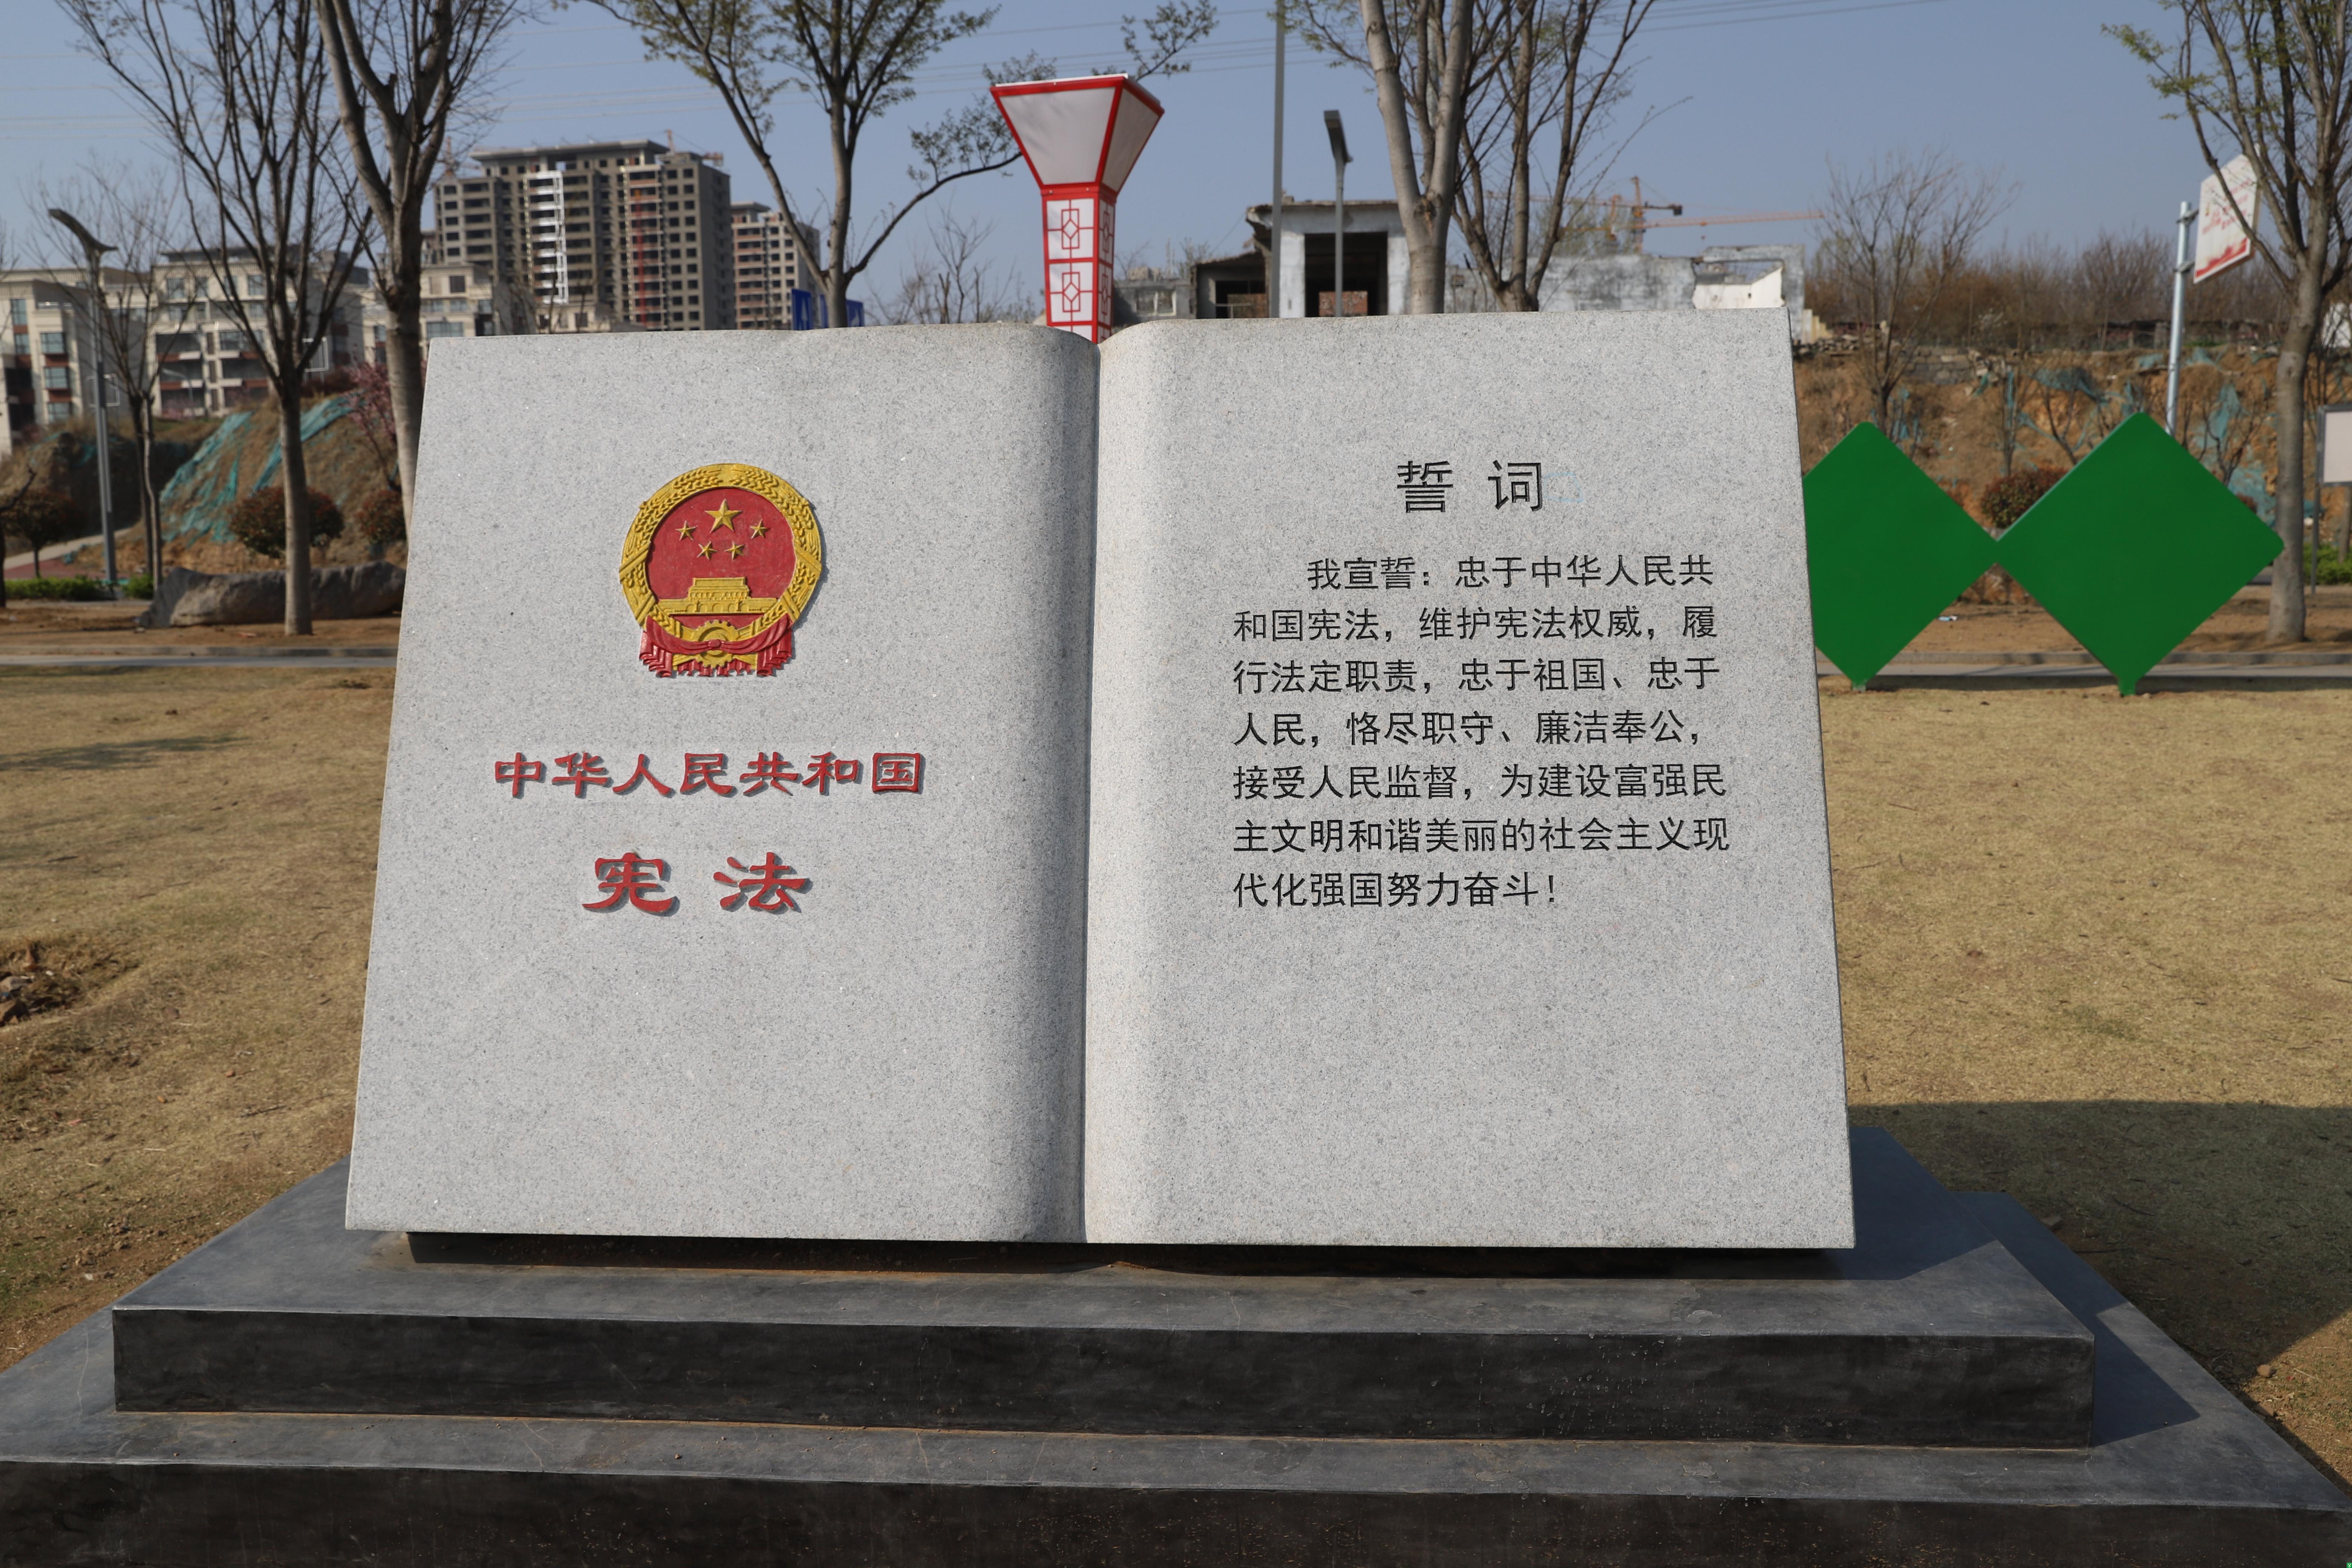 中华人民共和国
宪法
誓词
我宣誓：忠于中华人民共
和国宪法，维护宪法权威，履
行法定职责，忠于祖国、忠于
人民，恪尽职守、廉洁奉公，
接受人民监督，为建设富强民
主文明和谐美丽的社会主义现
代化强国努力奋斗！